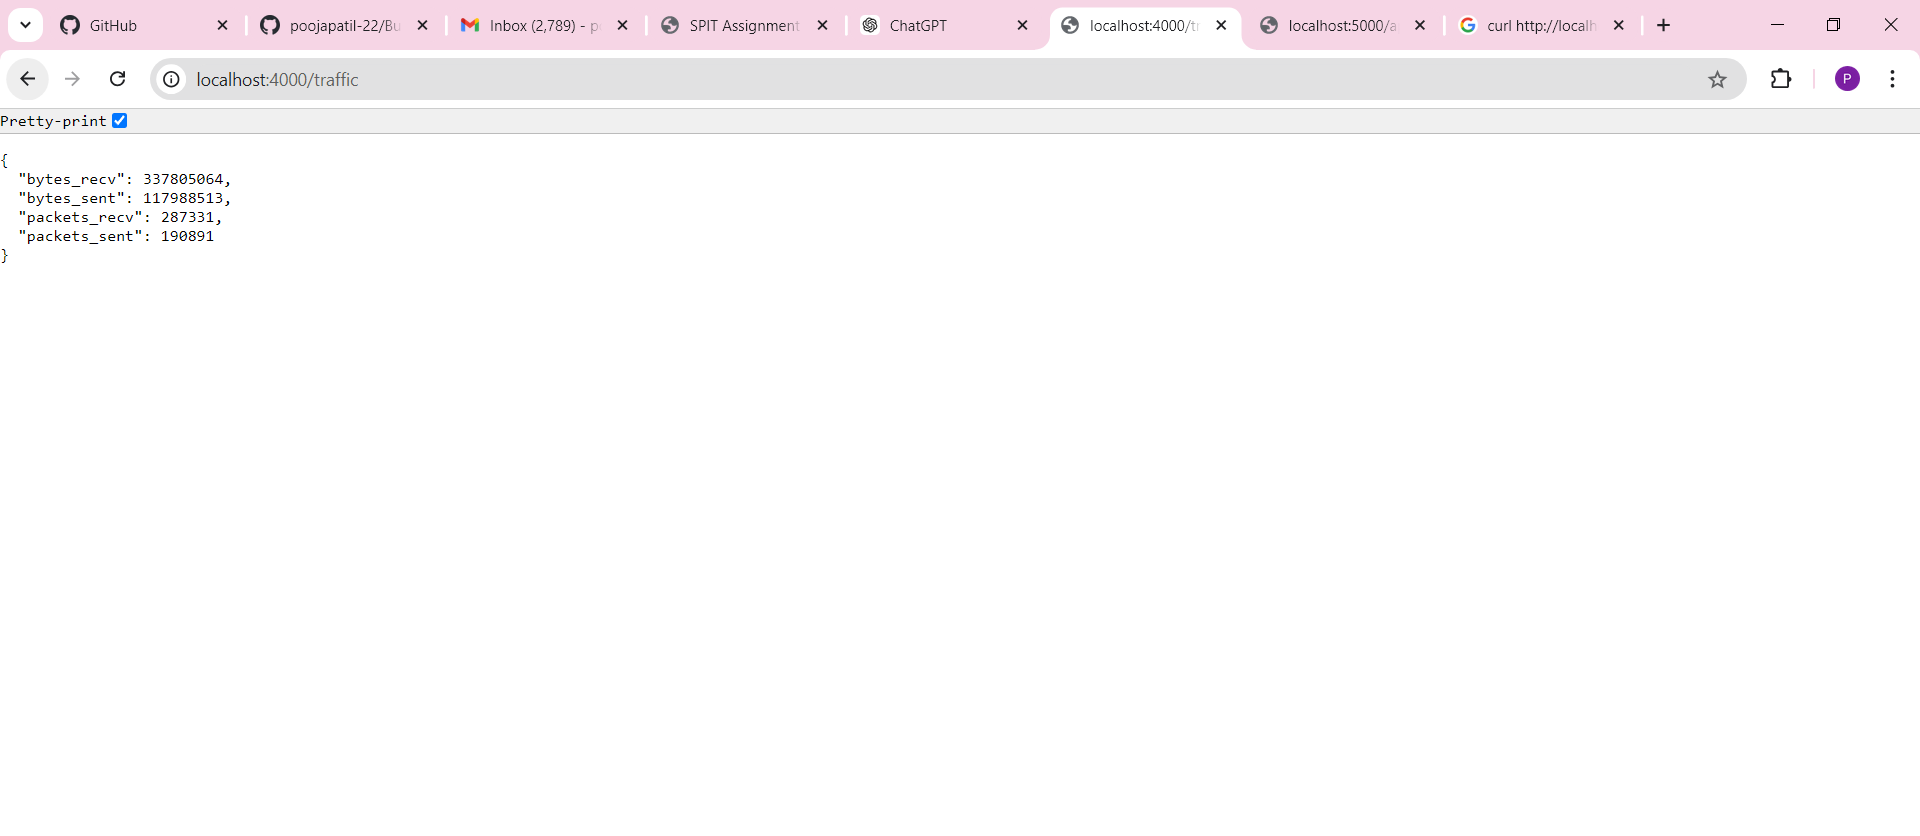 GitHub
poojapatil-22/Bu
Inbox (2,789) - p
SPIT Assignment
ChatGPT
localhost:4000/tr
localhost:5000/a
curl http://localh
localhost:4000/traffic
P
Pretty-print
{
"bytes_recv": 337805064,
"bytes_sent": 117988513,
"packets_recv": 287331,
"packets_sent": 190891
}